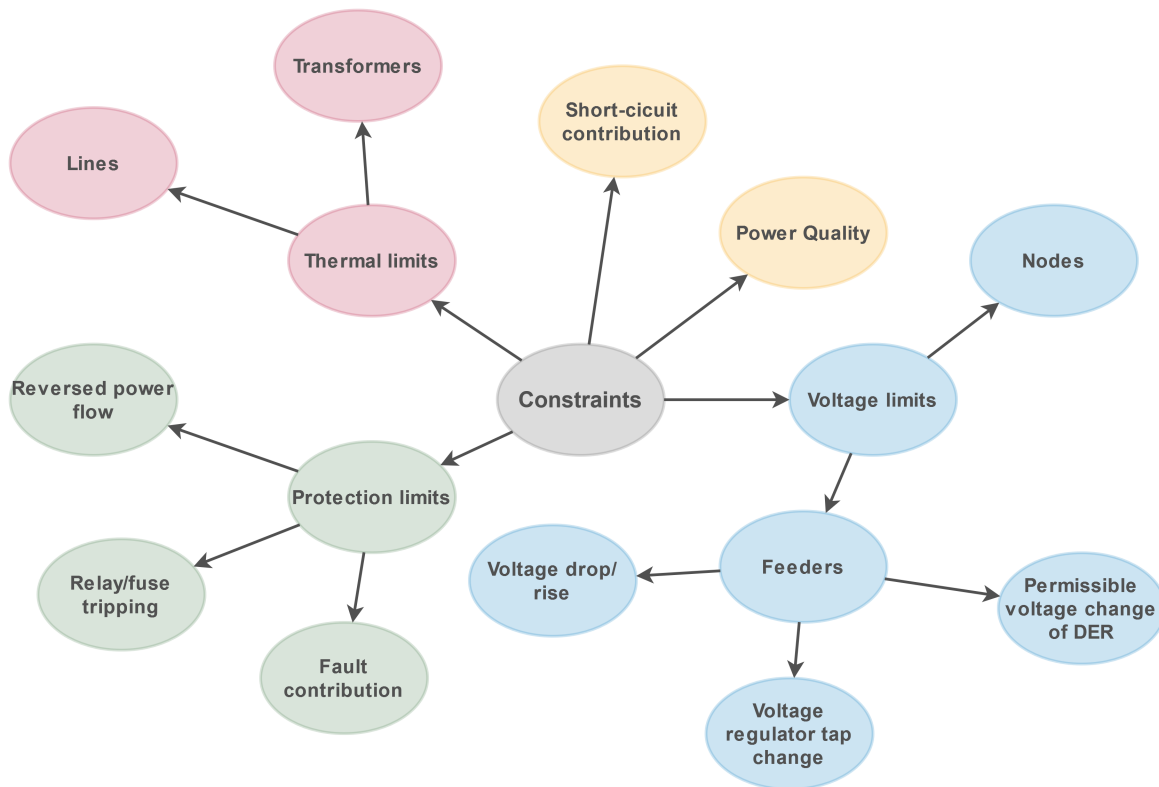 Transformers
Short-cicuit
contribution
Lines
Power Quality
Thermal limits
Nodes
Reversed power
flow
Constraints
Voltage limits
Protection limits
Relay/fuse
tripping
Voltage drop/
rise
Feeders
Permissible
voltage change
of DER
Fault
contribution
Voltage
regulator tap
change